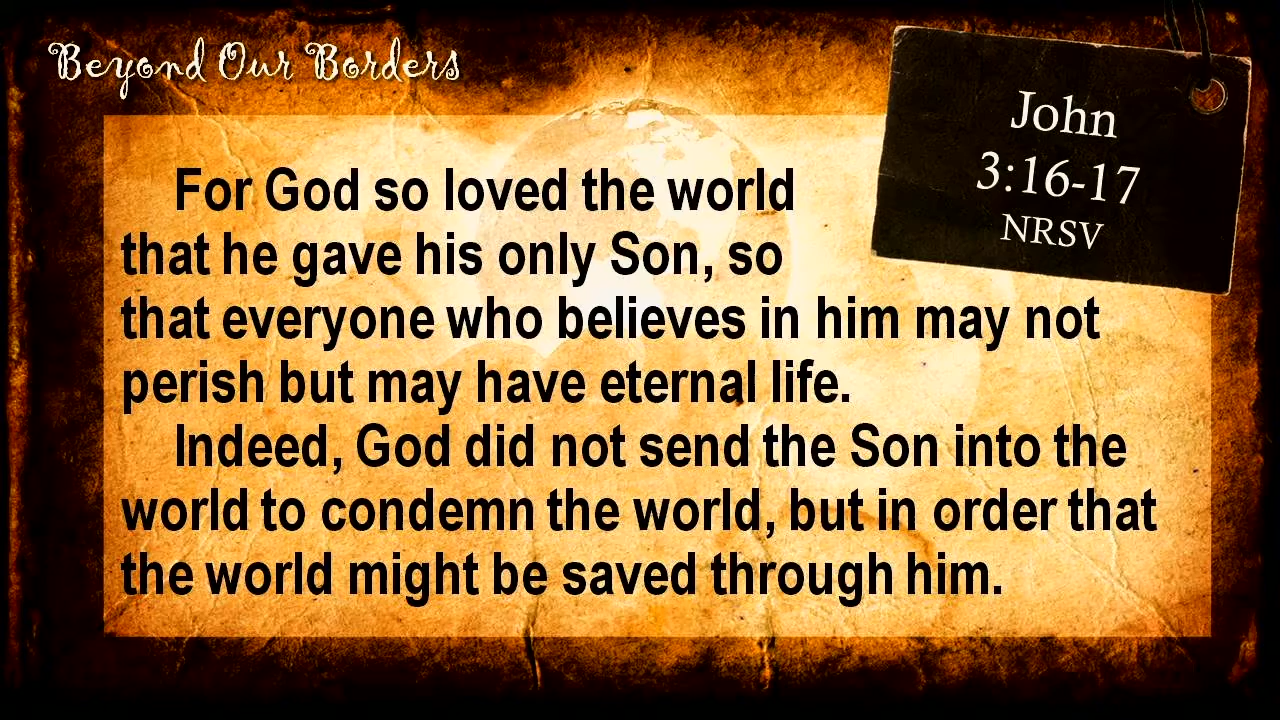 Beyond Our Borders
John
3:16-17
NRSV
For God so loved the world
that he gave his only Son, so
that everyone who believes in him may not
perish but may have eternal life.
Indeed, God did not send the Son into the
world to condemn the world, but in order that
the world might be saved through him.